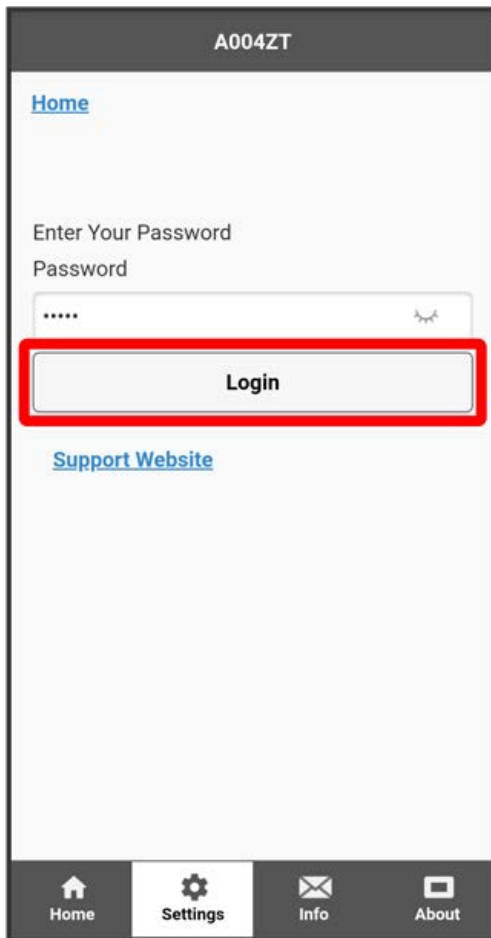 A004ZT
Home
Enter Your Password
Password
•••••
Login
Support Website
Home Settings Info About